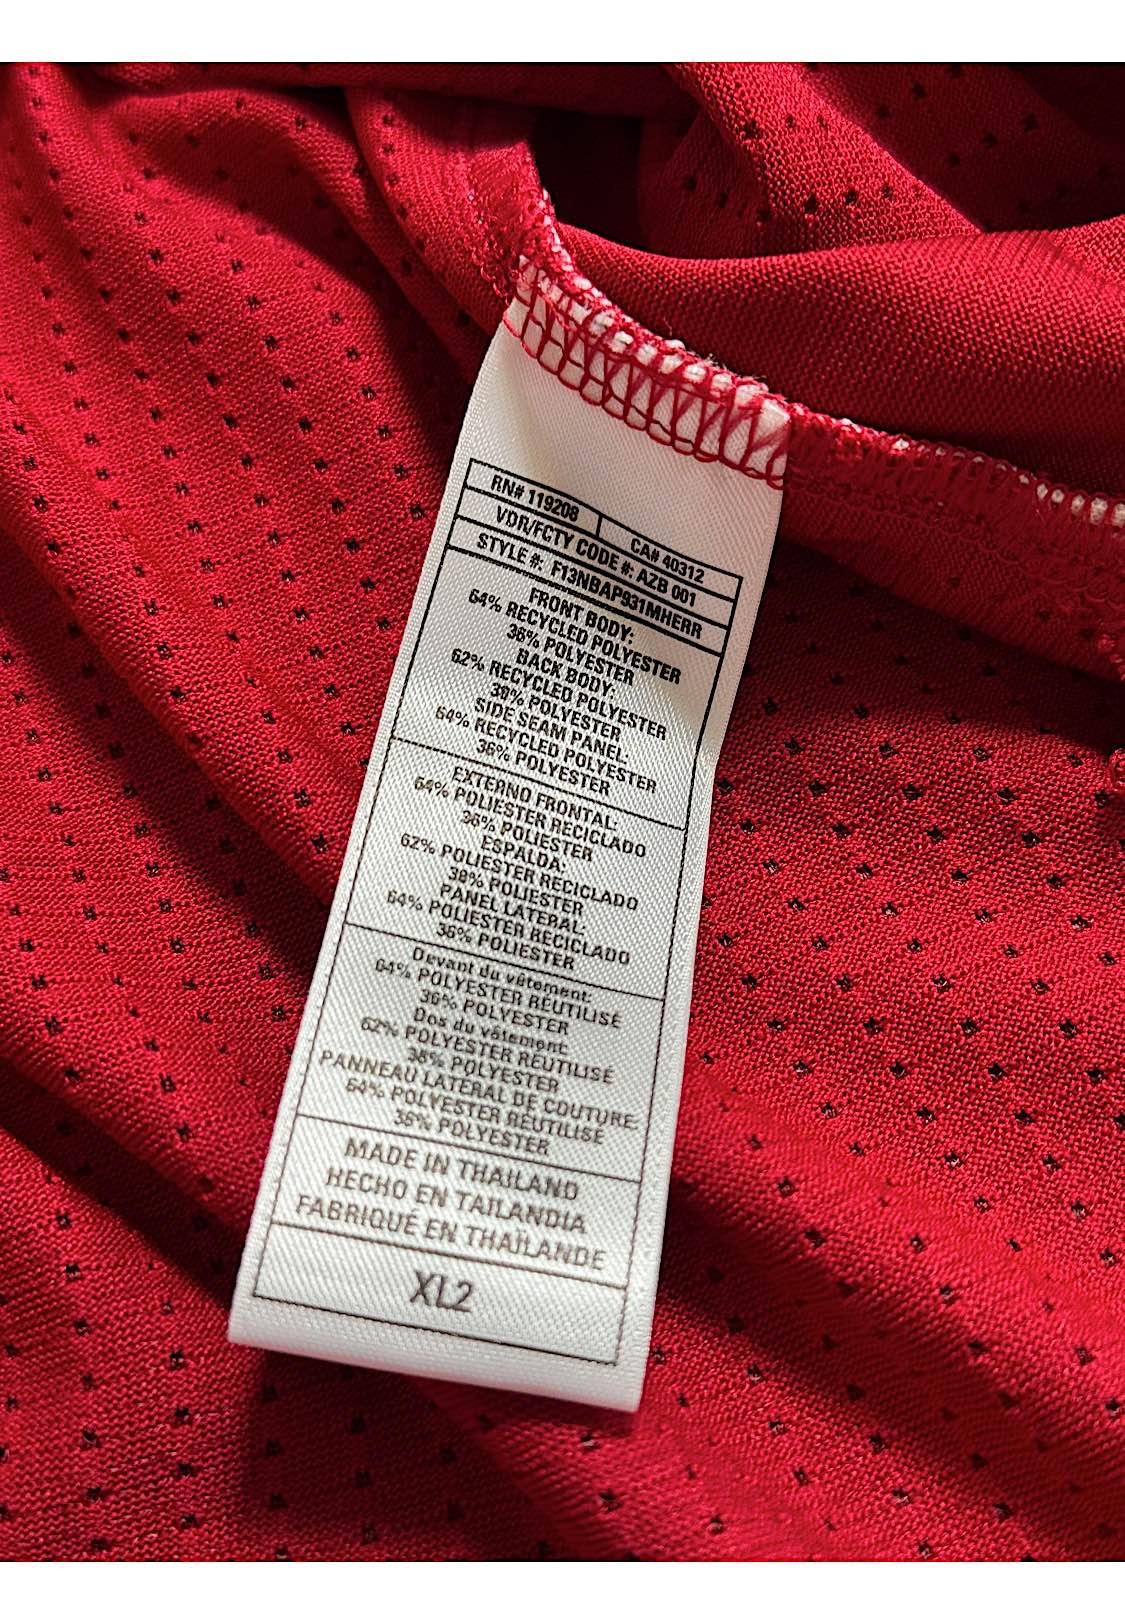 RN# 119208 CA# 40312
VDR/FCTY CODE #: AZB 001
STYLE #: F13NBAP931MHERR
FRONT BODY:
64% RECYCLED POLYESTER
36% POLYESTER
BACK BODY:
62% RECYCLED POLYESTER
38% POLYESTER
SIDE SEAM PANEL:
64% RECYCLED POLYESTER
36% POLYESTER
EXTERNO FRONTAL:
64% POLIESTER RECICLADO
36% POLIESTER
ESPALDA:
62% POLIESTER RECICLADO
38% POLIESTER
PANEL LATERAL:
64% POLIESTER RECICLADO
36% POLIESTER
Devant du vêtement:
64% POLYESTER RÉUTILISÉ
36% POLYESTER
Dos du vêtement:
62% POLYESTER RÉUTILISÉ
38% POLYESTER
PANNEAU LATERAL DE COUTURE:
64% POLYESTER RÉUTILISÉ
36% POLYESTER
MADE IN THAILAND
HECHO EN TAILANDIA
FABRIQUÉ EN THAÏLANDE
XL2